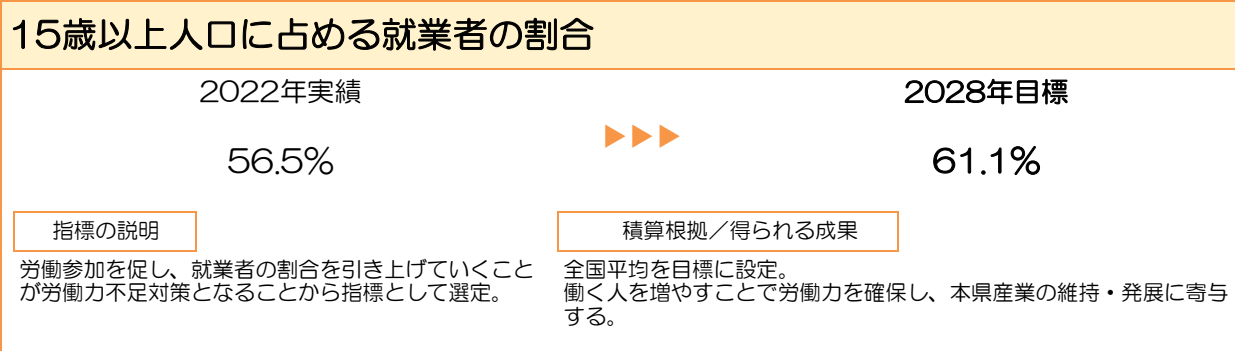 15歳以上人口に占める就業者の割合
2022年実績
56.5%
▶▶▶
2028年目標
61.1%
指標の説明
労働参加を促し、就業者の割合を引き上げていくこと
が労働力不足対策となることから指標として選定。
積算根拠／得られる成果
全国平均を目標に設定。
働く人を増やすことで労働力を確保し、本県産業の維持・発展に寄与
する。